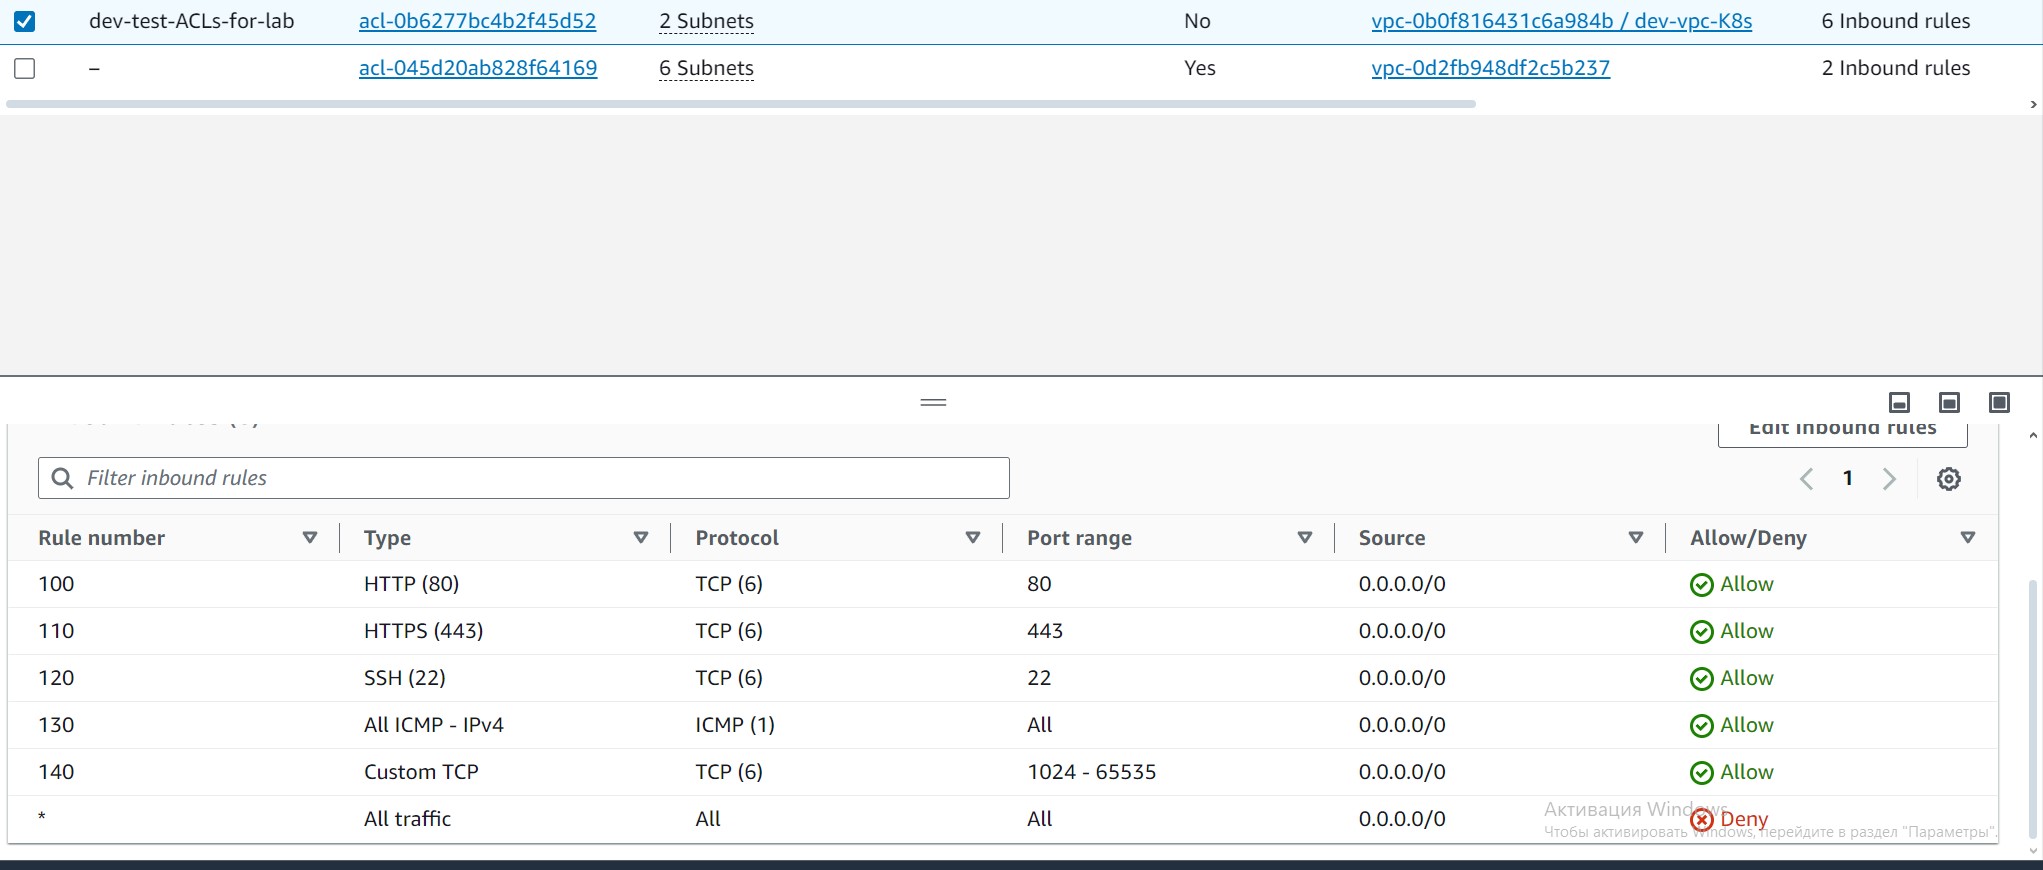 dev-test-ACLs-for-lab acl-0b6277bc4b2f45d52 2 Subnets No vpc-0b0f816431c6a984b / dev-vpc-K8s 6 Inbound rules
– acl-045d20ab828f64169 6 Subnets Yes vpc-0d2fb948df2c5b237 2 Inbound rules
Edit inbound rules
Filter inbound rules 1
Rule number Type Protocol Port range Source Allow/Deny
100 HTTP (80) TCP (6) 80 0.0.0.0/0 Allow
110 HTTPS (443) TCP (6) 443 0.0.0.0/0 Allow
120 SSH (22) TCP (6) 22 0.0.0.0/0 Allow
130 All ICMP - IPv4 ICMP (1) All 0.0.0.0/0 Allow
140 Custom TCP TCP (6) 1024 - 65535 0.0.0.0/0 Allow
* All traffic All All 0.0.0.0/0 Deny
Активация Windows
Чтобы активировать Windows, перейдите в раздел "Параметры".